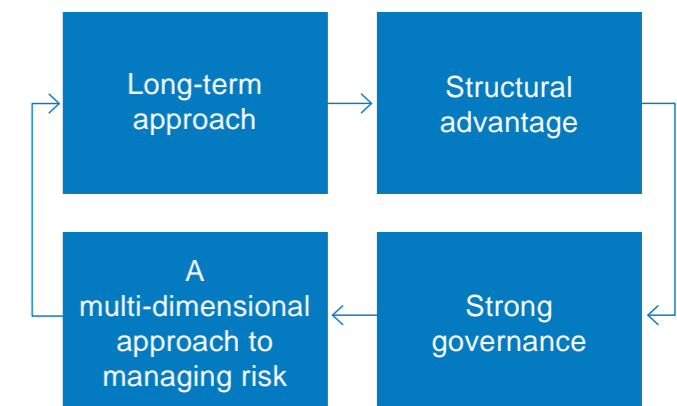 Long-term
approach
Structural
advantage
A
multi-dimensional
approach to
managing risk
Strong
governance